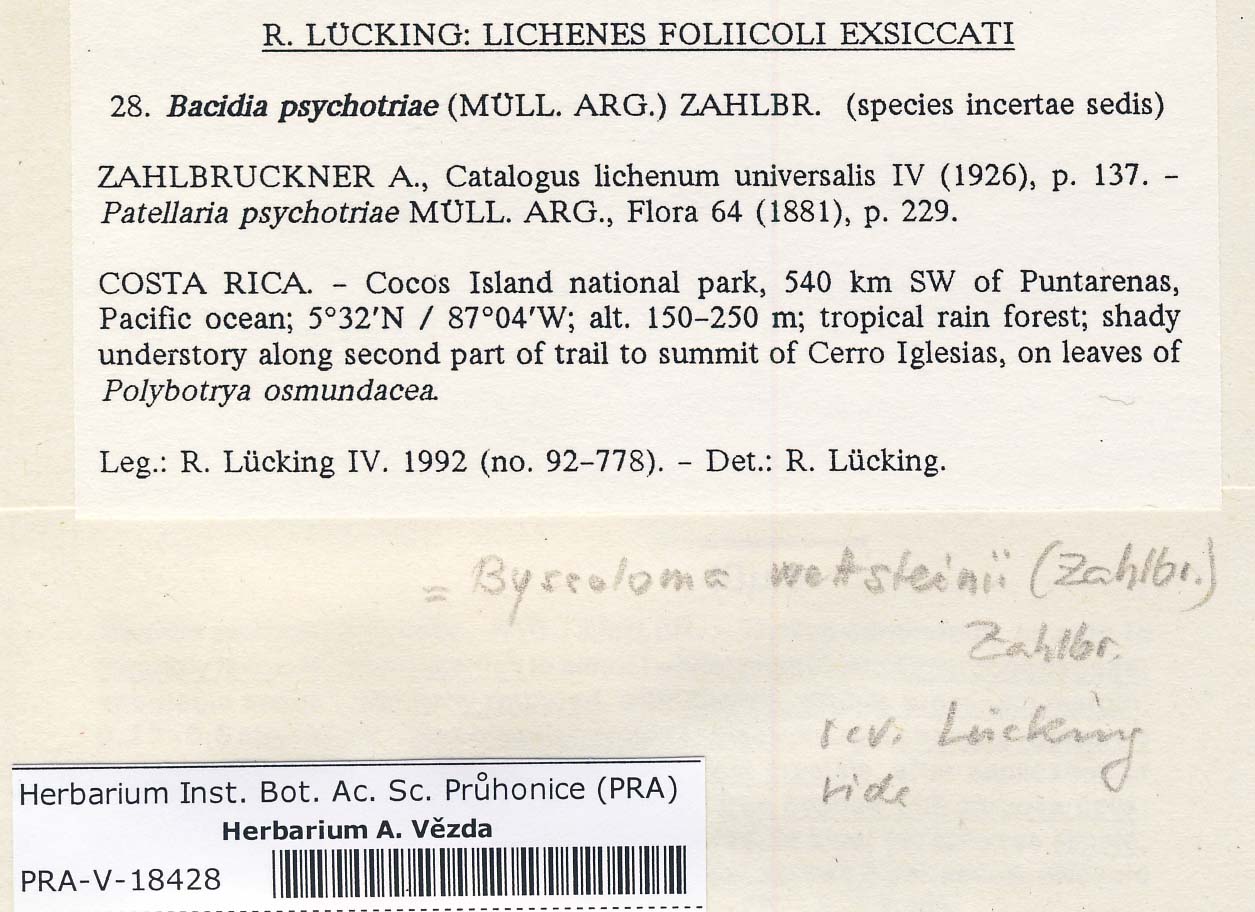 R. LÜCKING: LICHENES FOLIICOLI EXSICCATI
28. Bacidia psychotriae (MÜLL. ARG.) ZAHLBR. (species incertae sedis)
ZAHLBRUCKNER A., Catalogus lichenum universalis IV (1926), p. 137. –
Patellaria psychotriae MÜLL. ARG., Flora 64 (1881), p. 229.
COSTA RICA. – Cocos Island national park, 540 km SW of Puntarenas,
Pacific ocean; 5°32′N / 87°04′W; alt. 150–250 m; tropical rain forest; shady
understory along second part of trail to summit of Cerro Iglesias, on leaves of
Polybotrya osmundacea.
Leg.: R. Lücking IV. 1992 (no. 92–778). – Det.: R. Lücking.
= Byssoloma wettsteinii (Zahlbr.)
Zahlbr.
rev. Lücking
vide
Herbarium Inst. Bot. Ac. Sc. Průhonice (PRA)
Herbarium A. Vězda
PRA-V-18428